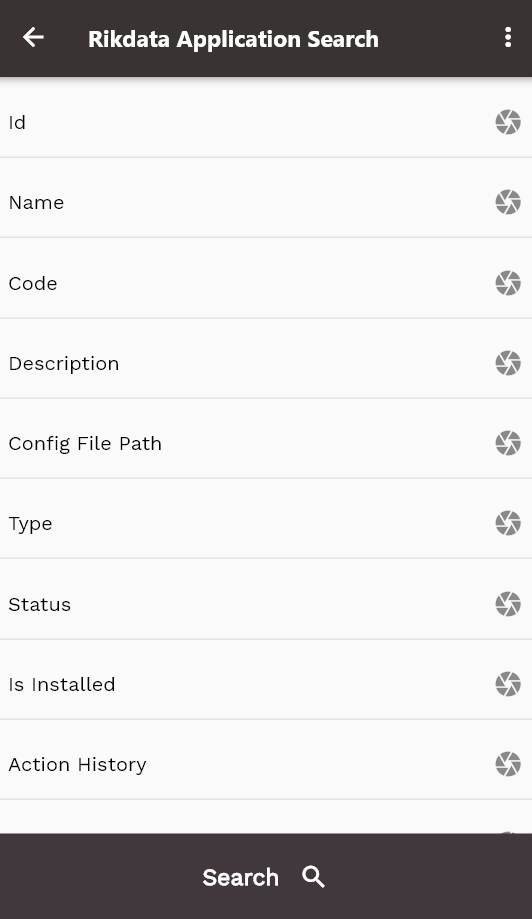 Rikdata Application Search
Id
Name
Code
Description
Config File Path
Type
Status
Is Installed
Action History
Search